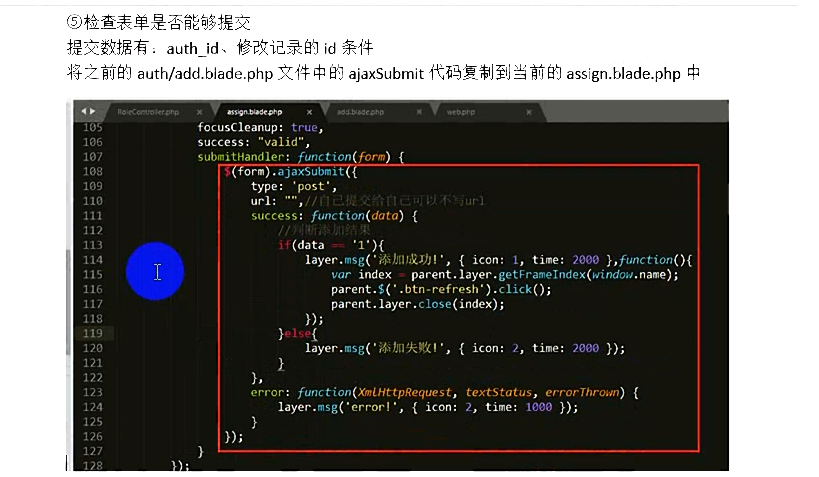 ⑤检查表单是否能够提交
提交数据有：auth_id、修改记录的 id 条件
将之前的 auth/add.blade.php 文件中的 ajaxSubmit 代码复制到当前的 assign.blade.php 中
RoleController.php × assign.blade.php × add.blade.php × web.php ×
105 focusCleanup: true,
106 success: "valid",
107 submitHandler: function(form) {
108 $(form).ajaxSubmit({
109 type: 'post',
110 url: "",//自己提交给自己可以不写url
111 success: function(data) {
112 //判断添加结果
113 if(data == '1'){
114 layer.msg('添加成功!', { icon: 1, time: 2000 },function(){
115 var index = parent.layer.getFrameIndex(window.name);
116 parent.$('.btn-refresh').click();
117 parent.layer.close(index);
118 });
119 }else{
120 layer.msg('添加失败!', { icon: 2, time: 2000 });
121 }
122 },
123 error: function(XmlHttpRequest, textStatus, errorThrown) {
124 layer.msg('error!', { icon: 2, time: 1000 });
125 }
126 });
127 }
128 });